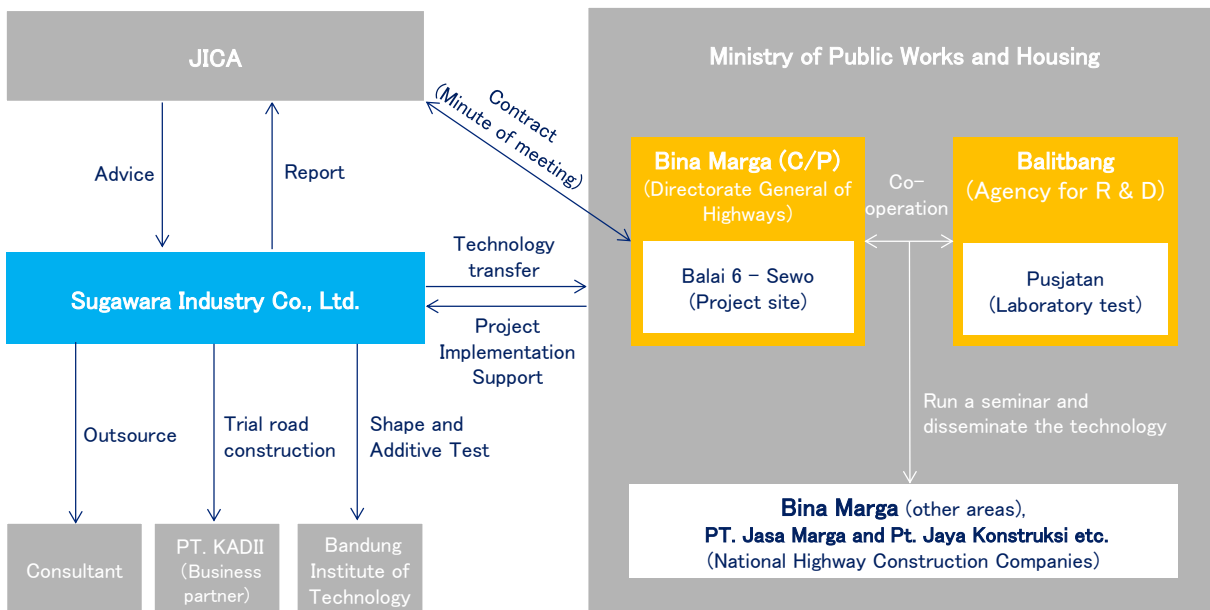 JICA
Ministry of Public Works and Housing
Contract
(Minute of meeting)
Advice
Report
Bina Marga (C/P)
(Directorate General of
Highways)
Co-
operation
Balitbang
(Agency for R & D)
Balai 6 - Sewo
(Project site)
Pusjatan
(Laboratory test)
Sugawara Industry Co., Ltd.
Technology
transfer
Project
Implementation
Support
Outsource
Trial road
construction
Shape and
Additive Test
Run a seminar and
disseminate the technology
Consultant
PT. KADII
(Business
partner)
Bandung
Institute of
Technology
Bina Marga (other areas),
PT. Jasa Marga and Pt. Jaya Konstruksi etc.
(National Highway Construction Companies)